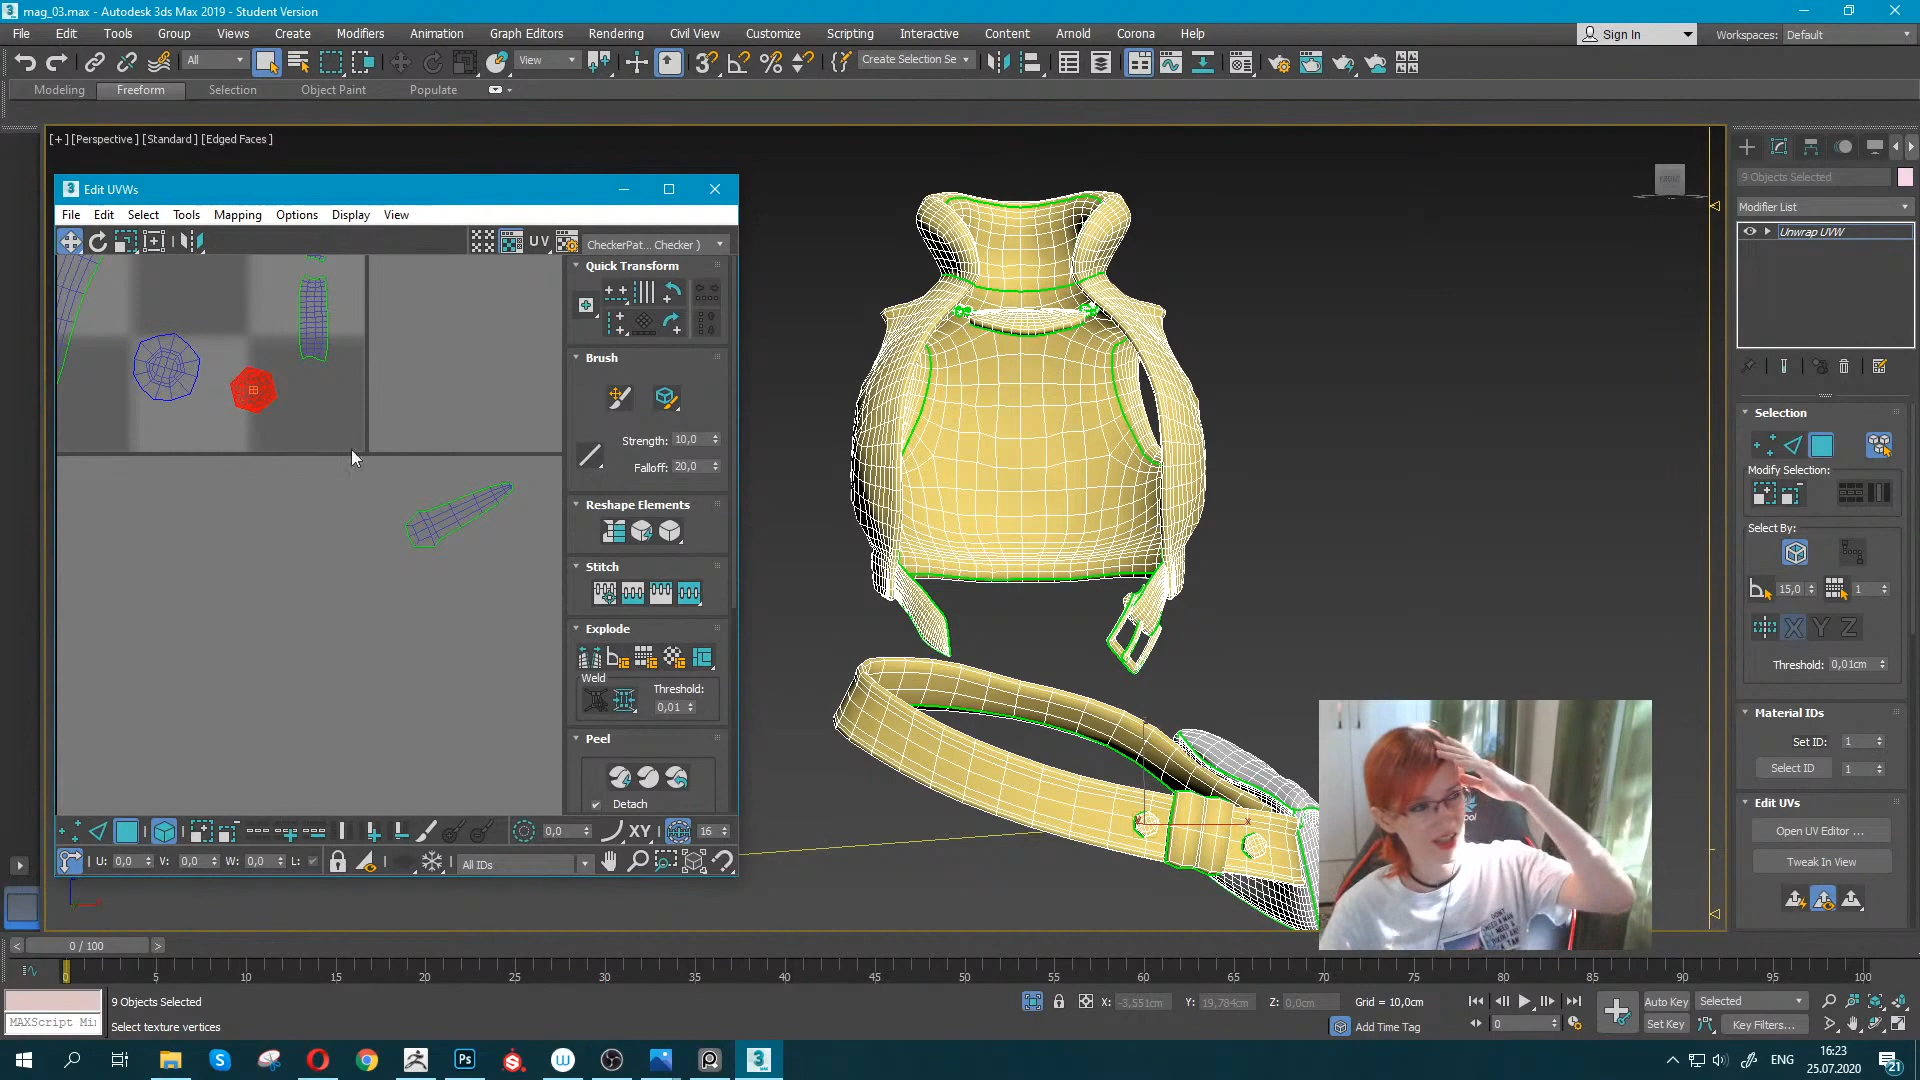 mag_03.max - Autodesk 3ds Max 2019 - Student Version
File Edit Tools Group Views Create Modifiers Animation Graph Editors Rendering Civil View Customize Scripting Interactive Content Arnold Corona Help
Sign In
Workspaces: Default
All
View
Create Selection Se
Modeling Freeform Selection Object Paint Populate
[+] [Perspective] [Standard] [Edged Faces]
Edit UVWs
File Edit Select Tools Mapping Options Display View
UV
CheckerPat... Checker )
Quick Transform
Brush
Strength: 10,0
Falloff: 20,0
Reshape Elements
Stitch
Explode
Weld
Threshold:
0,01
Peel
Detach
0,0
XY
16
U: 0,0 V: 0,0 W: 0,0 L:
All IDs
9 Objects Selected
Modifier List
Unwrap UVW
Selection
Modify Selection:
Select By:
15,0
1
X Y Z
Threshold: 0,01cm
Material IDs
Set ID: 1
Select ID 1
Edit UVs
Open UV Editor ...
Tweak In View
0 / 100
0 5 10 15 20 25 30 35 40 45 50 55 60 65 70 75 80 85 90 95 100
9 Objects Selected
MAXScript Mi
Select texture vertices
X: -3,551cm Y: 19,784cm Z: 0,0cm Grid = 10,0cm
Add Time Tag
0
Auto Key Selected
Set Key Key Filters...
ENG
16:23
25.07.2020
21